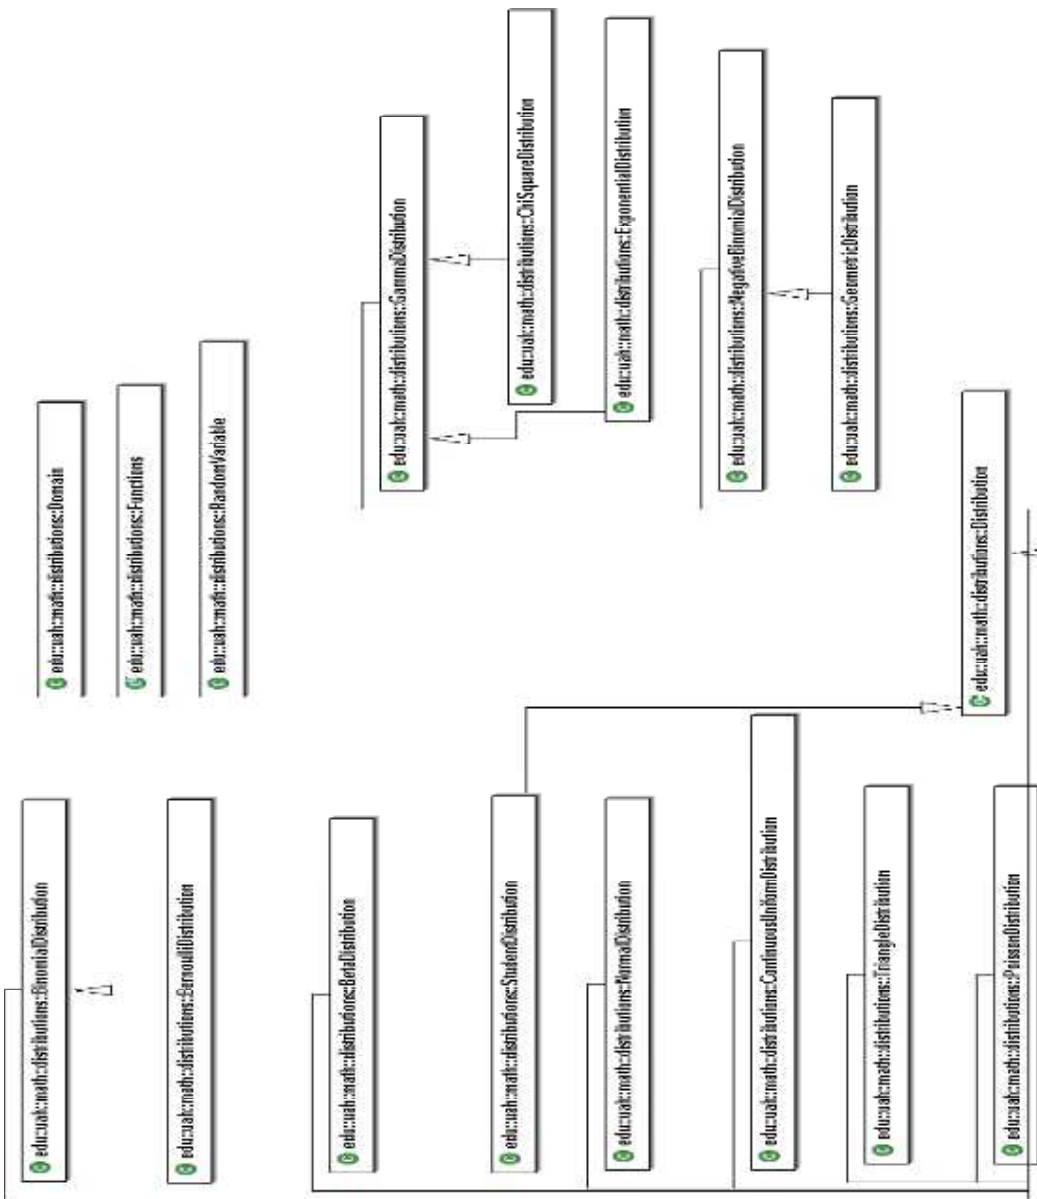 edu::uah::math::distributions::BinomialDistribution
edu::uah::math::distributions::BernoulliDistribution
edu::uah::math::distributions::BetaDistribution
edu::uah::math::distributions::StudentDistribution
edu::uah::math::distributions::NormalDistribution
edu::uah::math::distributions::ContinuousUniformDistribution
edu::uah::math::distributions::TriangleDistribution
edu::uah::math::distributions::PoissonDistribution
edu::uah::math::distributions::Domain
edu::uah::math::distributions::Functions
edu::uah::math::distributions::RandomVariable
edu::uah::math::distributions::GammaDistribution
edu::uah::math::distributions::ChiSquareDistribution
edu::uah::math::distributions::ExponentialDistribution
edu::uah::math::distributions::NegativeBinomialDistribution
edu::uah::math::distributions::GeometricDistribution
edu::uah::math::distributions::Distribution